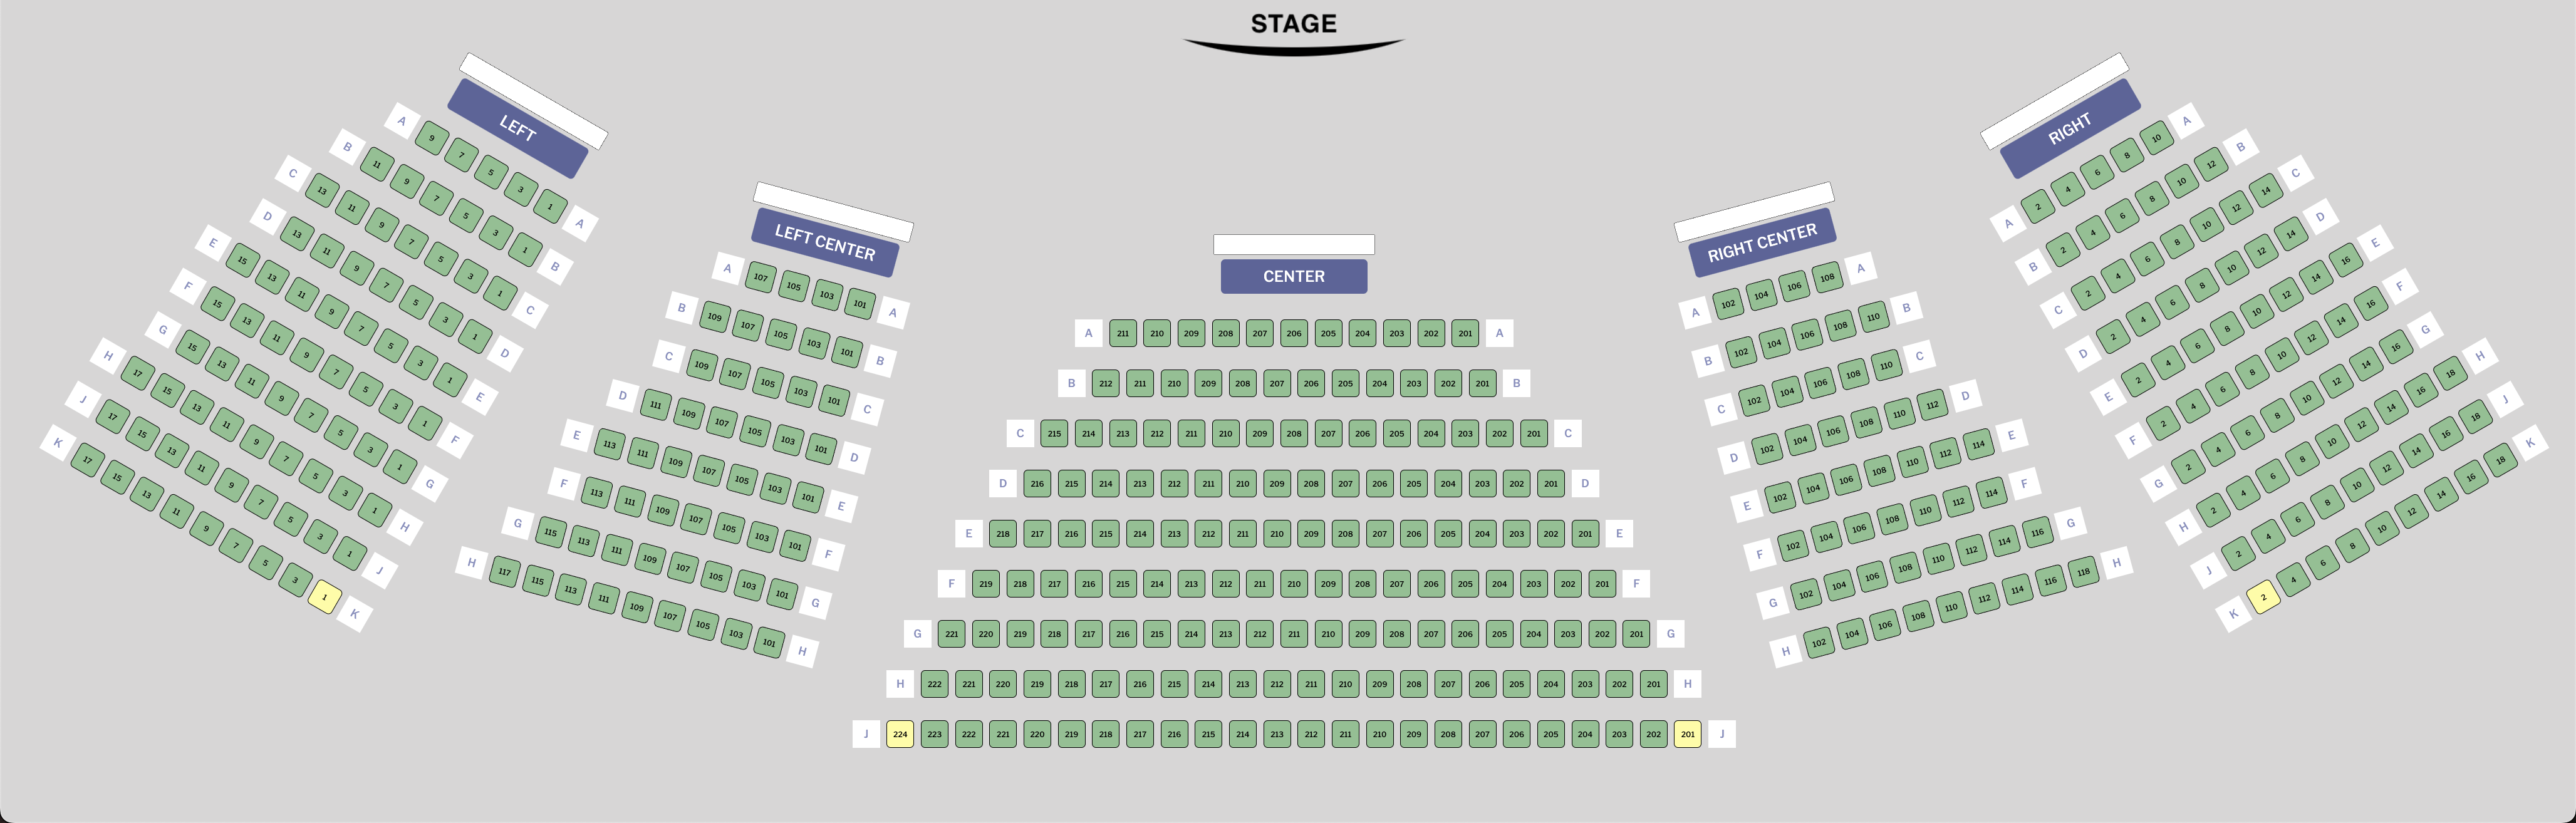 STAGE
LEFT
A 9 7 5 3 1 A
B 11 9 7 5 3 1 B
C 13 11 9 7 5 3 1 C
D 13 11 9 7 5 3 1 D
E 15 13 11 9 7 5 3 1 E
F 15 13 11 9 7 5 3 1 F
G 15 13 11 9 7 5 3 1 G
H 17 15 13 11 9 7 5 3 1 H
J 17 15 13 11 9 7 5 3 1 J
K 17 15 13 11 9 7 5 3 1 K
LEFT CENTER
A 107 105 103 101 A
B 109 107 105 103 101 B
C 109 107 105 103 101 C
D 111 109 107 105 103 101 D
E 113 111 109 107 105 103 101 E
F 113 111 109 107 105 103 101 F
G 115 113 111 109 107 105 103 101 G
H 117 115 113 111 109 107 105 103 101 H
CENTER
A 211 210 209 208 207 206 205 204 203 202 201 A
B 212 211 210 209 208 207 206 205 204 203 202 201 B
C 215 214 213 212 211 210 209 208 207 206 205 204 203 202 201 C
D 216 215 214 213 212 211 210 209 208 207 206 205 204 203 202 201 D
E 218 217 216 215 214 213 212 211 210 209 208 207 206 205 204 203 202 201 E
F 219 218 217 216 215 214 213 212 211 210 209 208 207 206 205 204 203 202 201 F
G 221 220 219 218 217 216 215 214 213 212 211 210 209 208 207 206 205 204 203 202 201 G
H 222 221 220 219 218 217 216 215 214 213 212 211 210 209 208 207 206 205 204 203 202 201 H
J 224 223 222 221 220 219 218 217 216 215 214 213 212 211 210 209 208 207 206 205 204 203 202 201 J
RIGHT CENTER
A 102 104 106 108 A
B 102 104 106 108 110 B
C 102 104 106 108 110 C
D 102 104 106 108 110 112 D
E 102 104 106 108 110 112 114 E
F 102 104 106 108 110 112 114 F
G 102 104 106 108 110 112 114 116 G
H 102 104 106 108 110 112 114 116 118 H
RIGHT
A 2 4 6 8 10 A
B 2 4 6 8 10 12 B
C 2 4 6 8 10 12 14 C
D 2 4 6 8 10 12 14 D
E 2 4 6 8 10 12 14 16 E
F 2 4 6 8 10 12 14 16 F
G 2 4 6 8 10 12 14 16 G
H 2 4 6 8 10 12 14 16 18 H
J 2 4 6 8 10 12 14 16 18 J
K 2 4 6 8 10 12 14 16 18 K